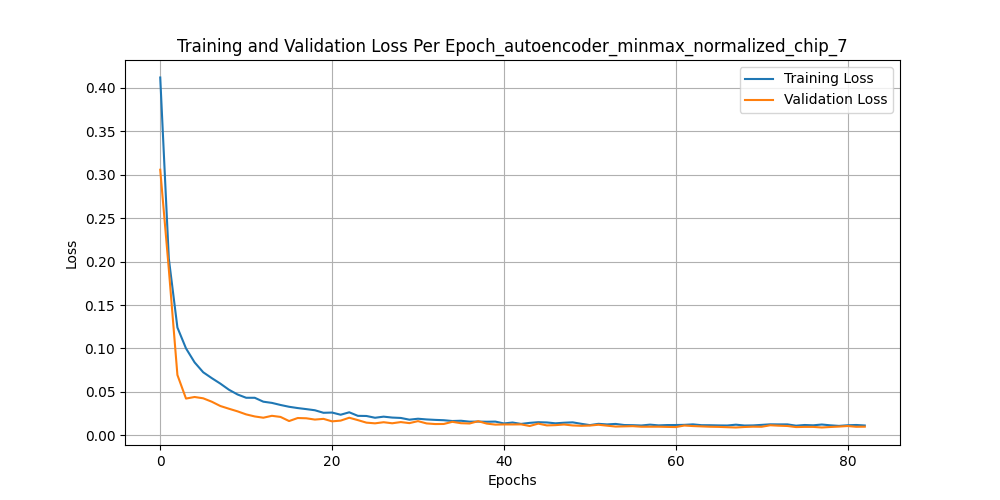 Training and Validation Loss Per Epoch_autoencoder_minmax_normalized_chip_7
Training Loss
Validation Loss
0.40
0.35
0.30
0.25
0.20
0.15
0.10
0.05
0.00
Loss
0 20 40 60 80
Epochs